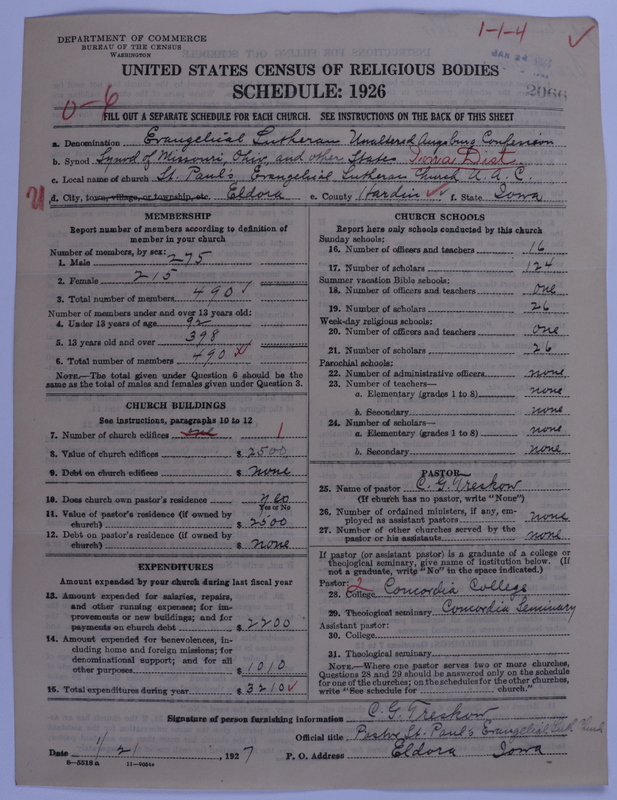 DEPARTMENT OF COMMERCE
BUREAU OF THE CENSUS
WASHINGTON
1-1-4
JAN 24
2066
UNITED STATES CENSUS OF RELIGIOUS BODIES
SCHEDULE: 1926
0-6
FILL OUT A SEPARATE SCHEDULE FOR EACH CHURCH. SEE INSTRUCTIONS ON THE BACK OF THIS SHEET
a. Denomination Evangelical Lutheran Unaltered Augsburg Confession
b. Synod Synod of Missouri, Ohio, and other States Iowa Dist.
c. Local name of church St. Paul's Evangelical Lutheran Church U. A. C.
d. City, town, village, or township, etc. Eldora e. County Hardin f. State Iowa
MEMBERSHIP
Report number of members according to definition of
member in your church
Number of members, by sex:
1. Male 275
2. Female 215
3. Total number of members 490
Number of members under and over 13 years old:
4. Under 13 years of age 92
5. 13 years old and over 398
6. Total number of members 490
NOTE.—The total given under Question 6 should be
same as the total of males and females given under Question 3.
CHURCH BUILDINGS
See instructions, paragraphs 10 to 12
7. Number of church edifices one 1
8. Value of church edifices $ 2500
9. Debt on church edifices $ none
10. Does church own pastor's residence yes
Yes or No
11. Value of pastor's residence (if owned by
church) $ 2500
12. Debt on pastor's residence (if owned by
church) $ none
EXPENDITURES
Amount expended by your church during last fiscal year
13. Amount expended for salaries, repairs,
and other running expenses; for im-
provements or new buildings; and for
payments on church debt $ 2200
14. Amount expended for benevolences, in-
cluding home and foreign missions; for
denominational support; and for all
other purposes $ 1010
15. Total expenditures during year $ 3210
CHURCH SCHOOLS
Report here only schools conducted by this church
Sunday schools:
16. Number of officers and teachers 16
17. Number of scholars 124
Summer vacation Bible schools:
18. Number of officers and teachers one
19. Number of scholars 26
Week-day religious schools:
20. Number of officers and teachers one
21. Number of scholars 26
Parochial schools:
22. Number of administrative officers none
23. Number of teachers—
a. Elementary (grades 1 to 8) none
b. Secondary none
24. Number of scholars—
a. Elementary (grades 1 to 8) none
b. Secondary none
PASTOR
25. Name of pastor C. G. Treskow
(If church has no pastor, write "None")
26. Number of ordained ministers, if any, em-
ployed as assistant pastors none
27. Number of other churches served by the
pastor or his assistants none
If pastor (or assistant pastor) is a graduate of a college or
theological seminary, give name of institution below. (If
not a graduate, write "No" in the space indicated.)
Pastor: 2
28. College Concordia College
29. Theological seminary Concordia Seminary
Assistant pastor:
30. College
31. Theological seminary
NOTE.—Where one pastor serves two or more churches,
Questions 28 and 29 should be answered only on the schedule
for one of the churches; on the schedules for the other churches,
write "See schedule for church."
Signature of person furnishing information C. G. Treskow
Official title Pastor St. Paul's Evangelical Luth Church
Date 1/21, 1927 P. O. Address Eldora Iowa
8-5518a